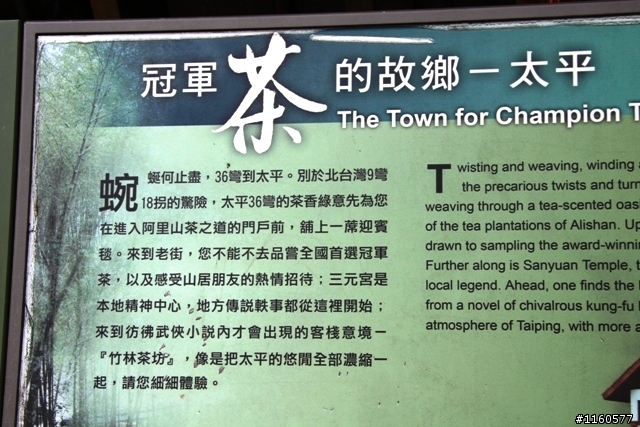 冠軍茶的故鄉－太平
The Town for Champion T
蜿蜒何止盡，36彎到太平。別於北台灣9彎
18拐的驚險，太平36彎的茶香綠意先為您
在進入阿里山茶之道的門戶前，舖上一蓆迎賓
毯。來到老街，您不能不去品嘗全國首選冠軍
茶，以及感受山居朋友的熱情招待；三元宮是
本地精神中心，地方傳說軼事都從這裡開始；
來到彷彿武俠小說內才會出現的客棧意境－
『竹林茶坊』，像是把太平的悠閒全部濃縮一
起，請您細細體驗。
Twisting and weaving, winding
the precarious twists and turn
weaving through a tea-scented oasi
of the tea plantations of Alishan. Up
drawn to sampling the award-winnin
Further along is Sanyuan Temple, t
local legend. Ahead, one finds the
from a novel of chivalrous kung-fu
atmosphere of Taiping, with more a
#1160577